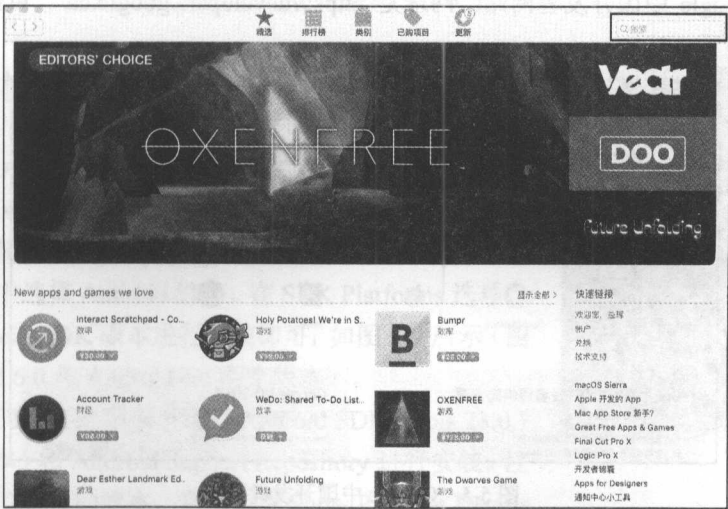 精选 排行榜 类别 已购项目 更新
EDITORS' CHOICE
OXENFREE
Vectr
DOO
Future Unfolding
New apps and games we love
显示全部 >
快速链接
Interact Scratchpad - Co...
效率
¥30.00
Holy Potatoes! We're in S...
游戏
Bumpr
效率
¥25.00
Account Tracker
财务
WeDo: Shared To-Do List...
效率
OXENFREE
游戏
Dear Esther Landmark Ed...
游戏
Future Unfolding
游戏
The Dwarves Game
游戏
帐户
兑换
技术支持
macOS Sierra
Apple 开发的 App
Mac App Store 新手?
Great Free Apps & Games
Final Cut Pro X
Logic Pro X
开发者锦囊
Apps for Designers
通知中心小工具